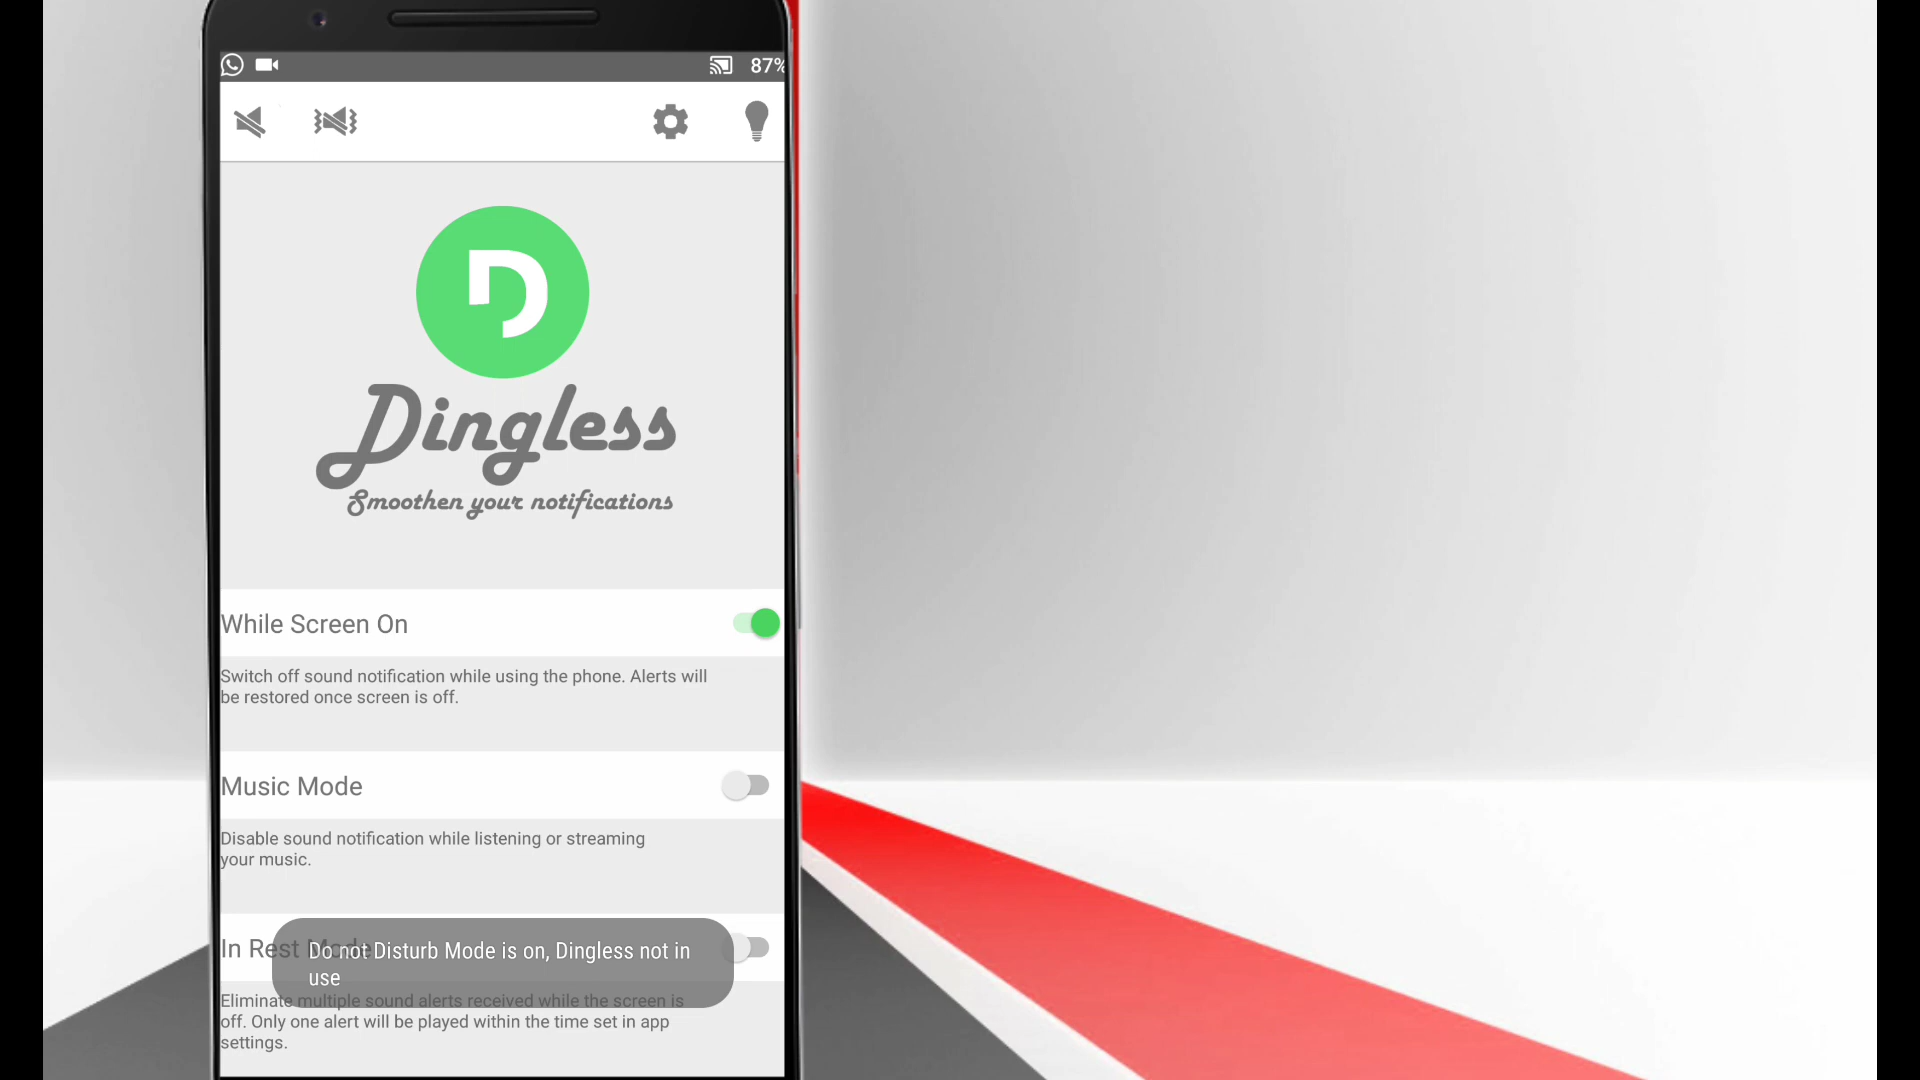 87%
Dingless
Smoothen your notifications
While Screen On
Switch off sound notification while using the phone. Alerts will
be restored once screen is off.
Music Mode
Disable sound notification while listening or streaming
your music.
In Rest Mode
Do not Disturb Mode is on, Dingless not in
use
Eliminate multiple sound alerts received while the screen is
off. Only one alert will be played within the time set in app
settings.